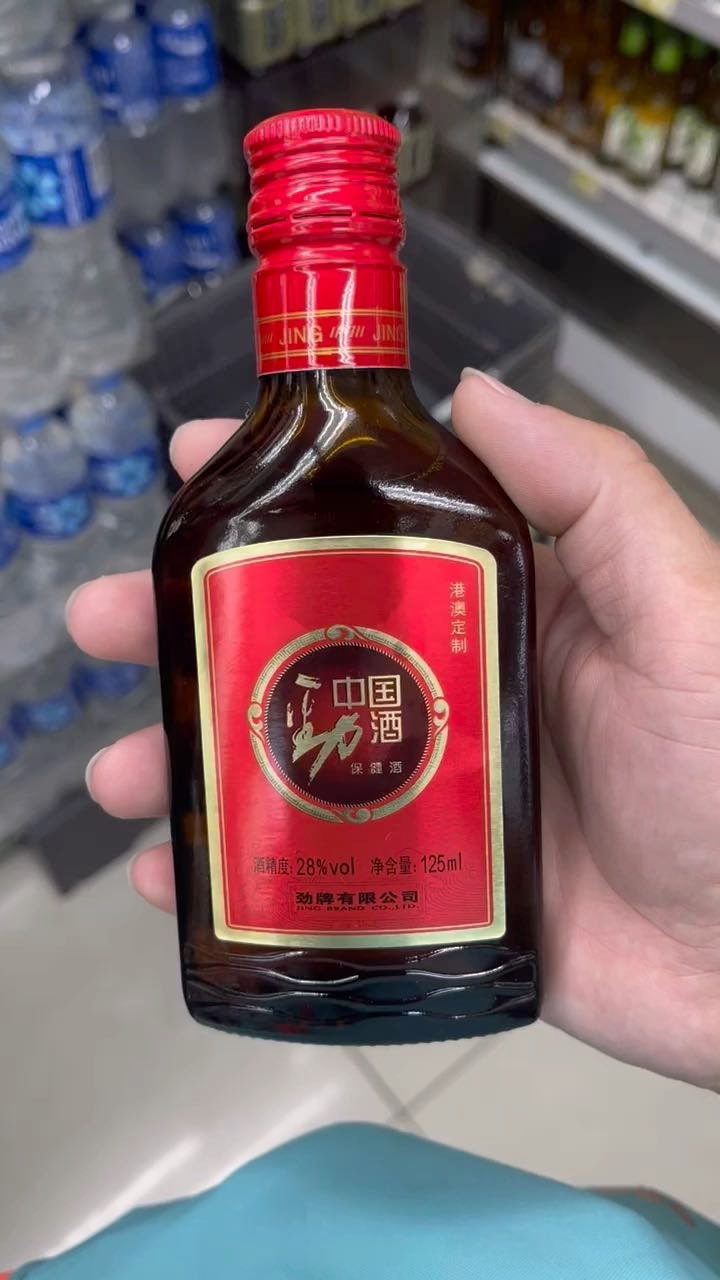 JING JING
港澳定制
中国
劲酒
保健酒
酒精度: 28%vol 净含量: 125ml
劲牌有限公司
JING BRAND CO.,LTD.